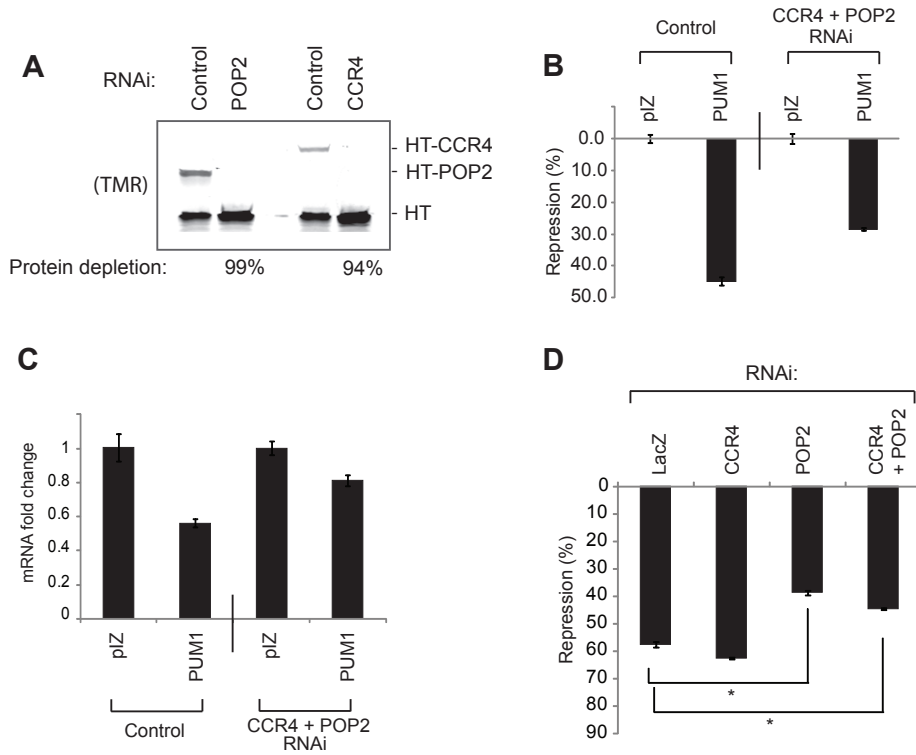 A
RNAi:
Control
POP2
Control
CCR4
(TMR)
- HT-CCR4
- HT-POP2
- HT
Protein depletion: 99% 94%
B
Control
CCR4 + POP2
RNAi
pIZ
PUM1
pIZ
PUM1
Repression (%)
0.0
10.0
20.0
30.0
40.0
50.0
C
mRNA fold change
1
0.8
0.6
0.4
0.2
0
pIZ
PUM1
pIZ
PUM1
Control
CCR4 + POP2
RNAi
D
RNAi:
LacZ
CCR4
POP2
CCR4
+ POP2
Repression (%)
0
10
20
30
40
50
60
70
80
90
*
*